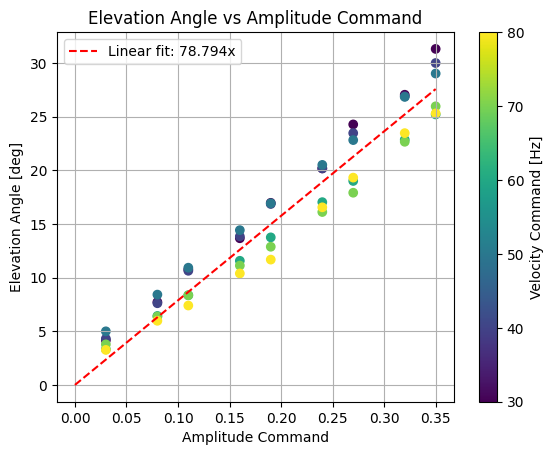 Elevation Angle vs Amplitude Command
Linear fit: 78.794x
Elevation Angle [deg]
30
25
20
15
10
5
0
0.00 0.05 0.10 0.15 0.20 0.25 0.30 0.35
Amplitude Command
80
70
60
50
40
30
Velocity Command [Hz]